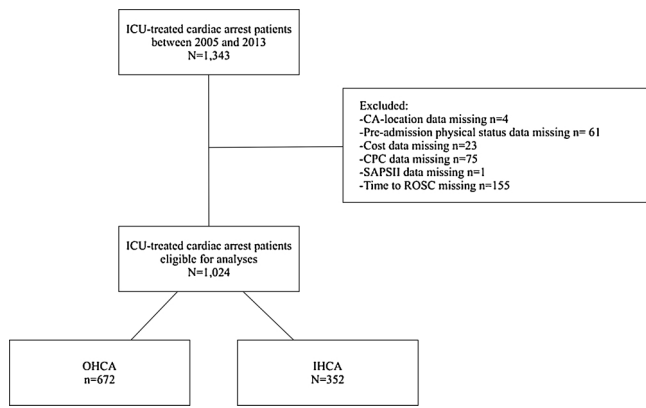 ICU-treated cardiac arrest patients
between 2005 and 2013
N=1,343
Excluded:
-CA-location data missing n=4
-Pre-admission physical status data missing n= 61
-Cost data missing n=23
-CPC data missing n=75
-SAPSII data missing n=1
-Time to ROSC missing n=155
ICU-treated cardiac arrest patients
eligible for analyses
N=1,024
OHCA
n=672
IHCA
N=352